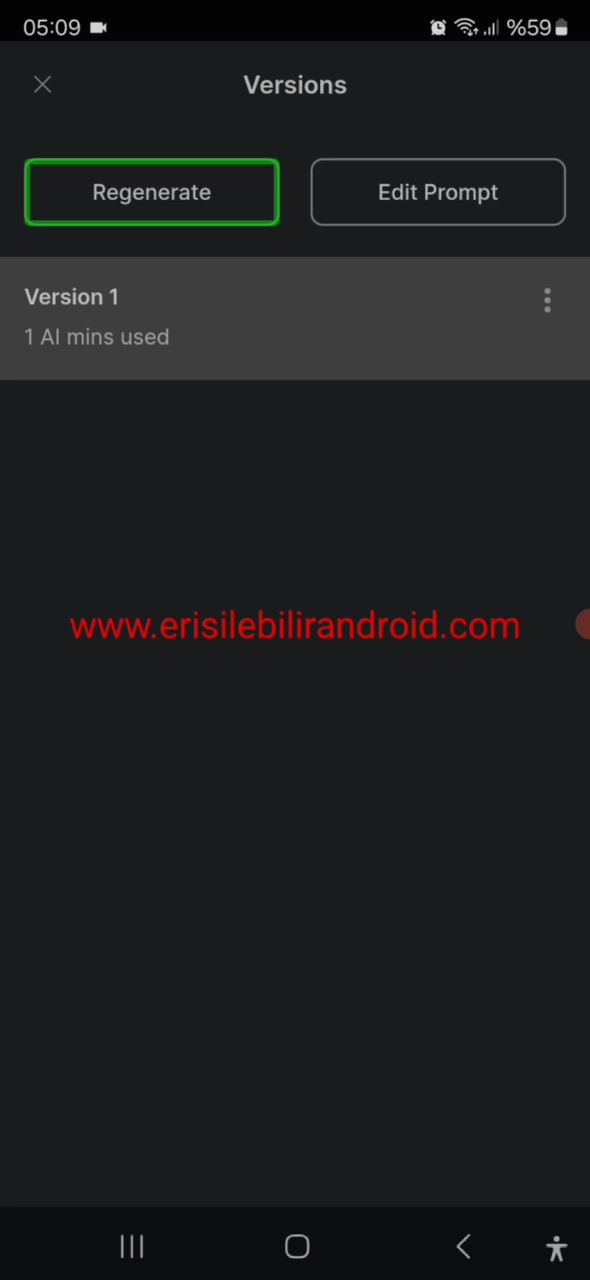 05:09 %59
Versions
Regenerate Edit Prompt
Version 1
1 AI mins used
www.erisilebilirandroid.com